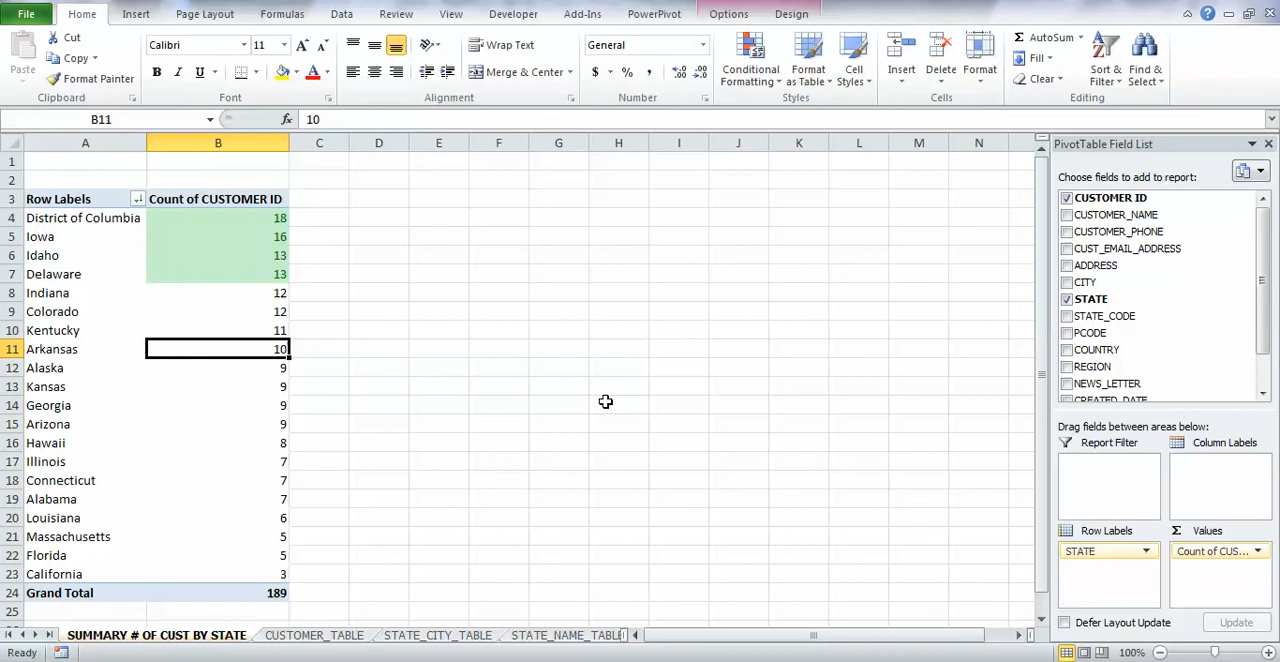 File Home Insert Page Layout Formulas Data Review View Developer Add-Ins PowerPivot Options Design
Paste Cut Copy Format Painter
Calibri 11 A A
B I U A
Wrap Text
Merge & Center
General
$ % ,
Conditional Formatting Format as Table Cell Styles
Insert Delete Format
AutoSum Fill Clear
Sort & Filter Find & Select
Clipboard Font Alignment Number Styles Cells Editing
B11 fx 10
A B C D E F G H I J K L M N
1
2
3 Row Labels Count of CUSTOMER ID
4 District of Columbia 18
5 Iowa 16
6 Idaho 13
7 Delaware 13
8 Indiana 12
9 Colorado 12
10 Kentucky 11
11 Arkansas 10
12 Alaska 9
13 Kansas 9
14 Georgia 9
15 Arizona 9
16 Hawaii 8
17 Illinois 7
18 Connecticut 7
19 Alabama 7
20 Louisiana 6
21 Massachusetts 5
22 Florida 5
23 California 3
24 Grand Total 189
25
PivotTable Field List
Choose fields to add to report:
CUSTOMER ID
CUSTOMER_NAME
CUSTOMER_PHONE
CUST_EMAIL_ADDRESS
ADDRESS
CITY
STATE
STATE_CODE
PCODE
COUNTRY
REGION
NEWS_LETTER
CREATED_DATE
Drag fields between areas below:
Report Filter Column Labels
Row Labels Σ Values
STATE Count of CUS...
Defer Layout Update Update
SUMMARY # OF CUST BY STATE CUSTOMER_TABLE STATE_CITY_TABLE STATE_NAME_TABL
Ready 100%